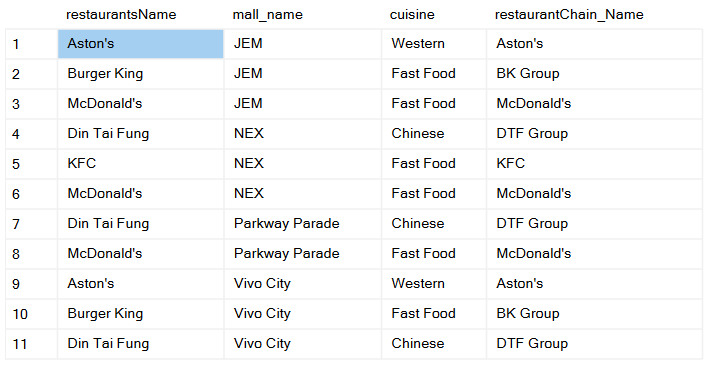 restaurantsName mall_name cuisine restaurantChain_Name
1 Aston's JEM Western Aston's
2 Burger King JEM Fast Food BK Group
3 McDonald's JEM Fast Food McDonald's
4 Din Tai Fung NEX Chinese DTF Group
5 KFC NEX Fast Food KFC
6 McDonald's NEX Fast Food McDonald's
7 Din Tai Fung Parkway Parade Chinese DTF Group
8 McDonald's Parkway Parade Fast Food McDonald's
9 Aston's Vivo City Western Aston's
10 Burger King Vivo City Fast Food BK Group
11 Din Tai Fung Vivo City Chinese DTF Group